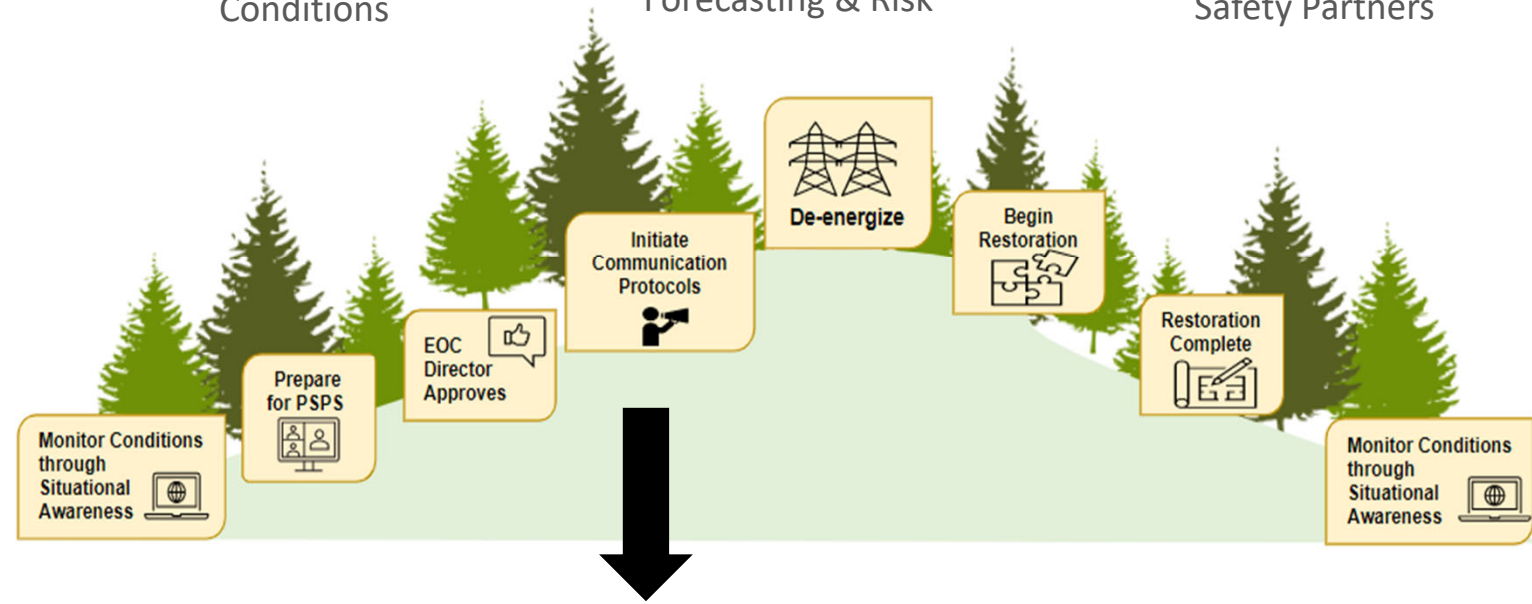 Conditions
Forecasting & Risk
Safety Partners
Monitor Conditions
through
Situational
Awareness
Prepare
for PSPS
EOC
Director
Approves
Initiate
Communication
Protocols
De-energize
Begin
Restoration
Restoration
Complete
Monitor Conditions
through
Situational
Awareness